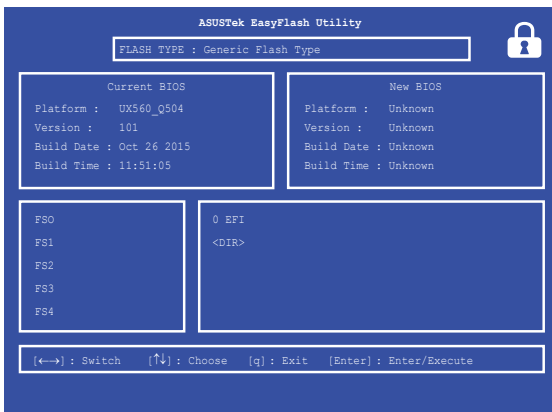 ASUSTek EasyFlash Utility
FLASH TYPE : Generic Flash Type
Current BIOS
Platform : UX560_Q504
Version : 101
Build Date : Oct 26 2015
Build Time : 11:51:05
New BIOS
Platform : Unknown
Version : Unknown
Build Date : Unknown
Build Time : Unknown
FSO
FS1
FS2
FS3
FS4
0 EFI
<DIR>
[←→] : Switch [↑↓] : Choose [q] : Exit [Enter] : Enter/Execute